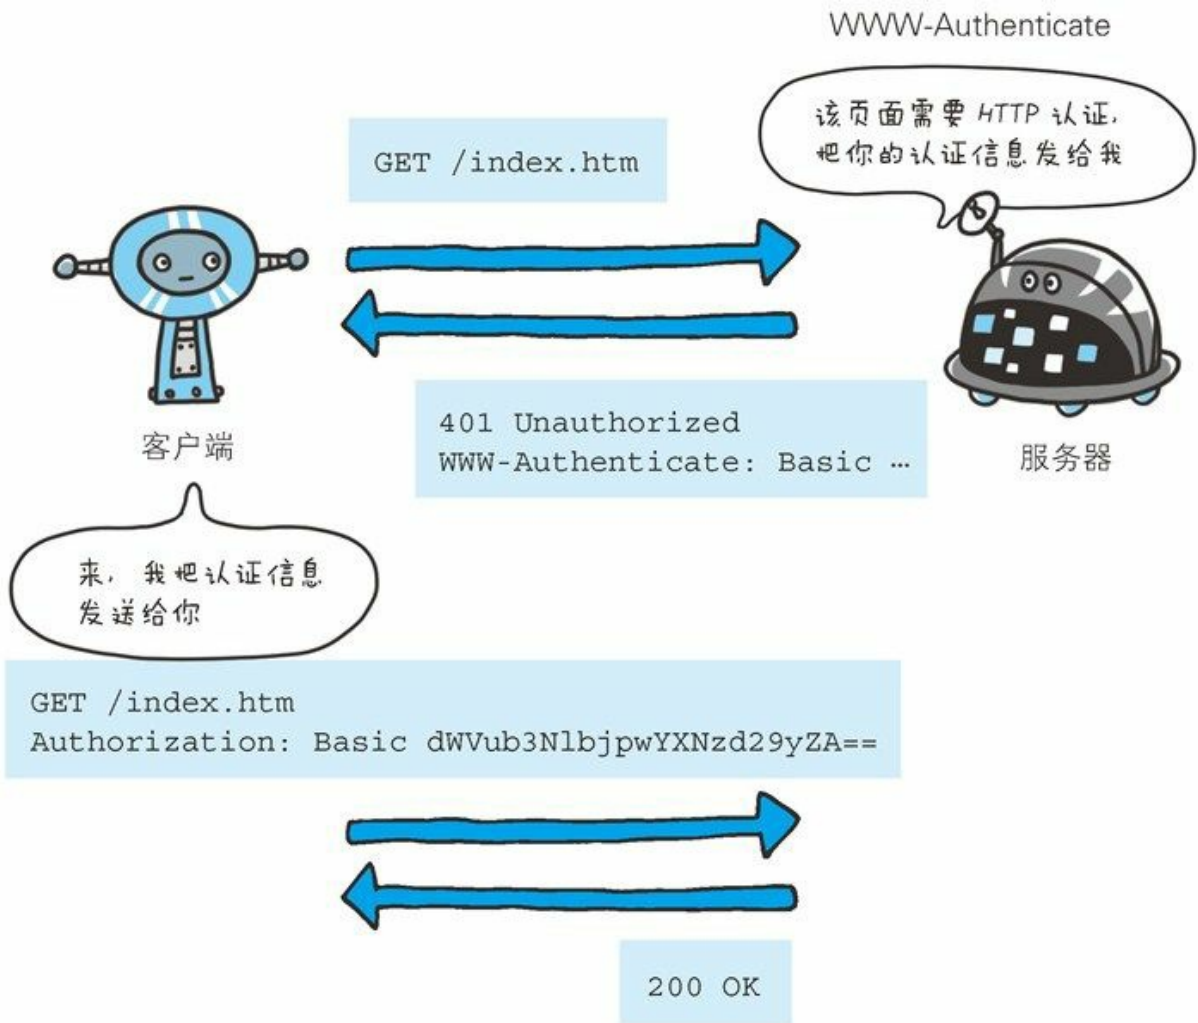 WWW-Authenticate
该页面需要 HTTP 认证,
把你的认证信息发给我
GET /index.htm
客户端
服务器
401 Unauthorized
WWW-Authenticate: Basic …
来, 我把认证信息
发送给你
GET /index.htm
Authorization: Basic dWVub3NlbjpwYXNzd29yZA==
200 OK